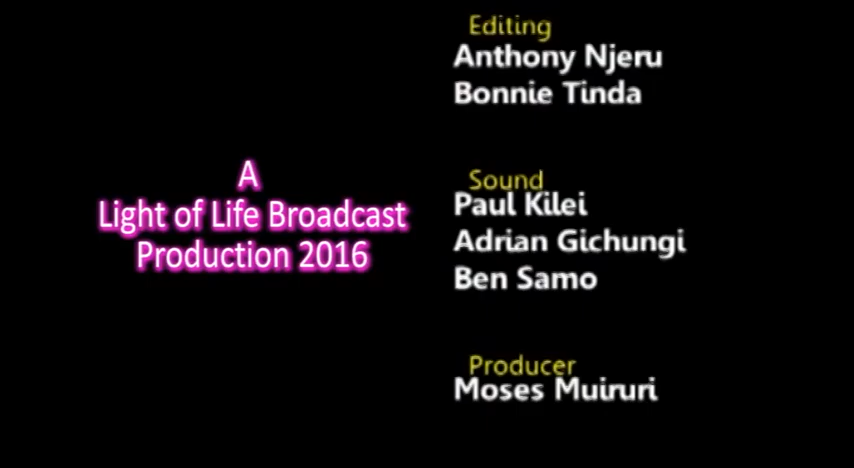 A
Light of Life Broadcast
Production 2016
Editing
Anthony Njeru
Bonnie Tinda
Sound
Paul Kilei
Adrian Gichungi
Ben Samo
Producer
Moses Muiruri